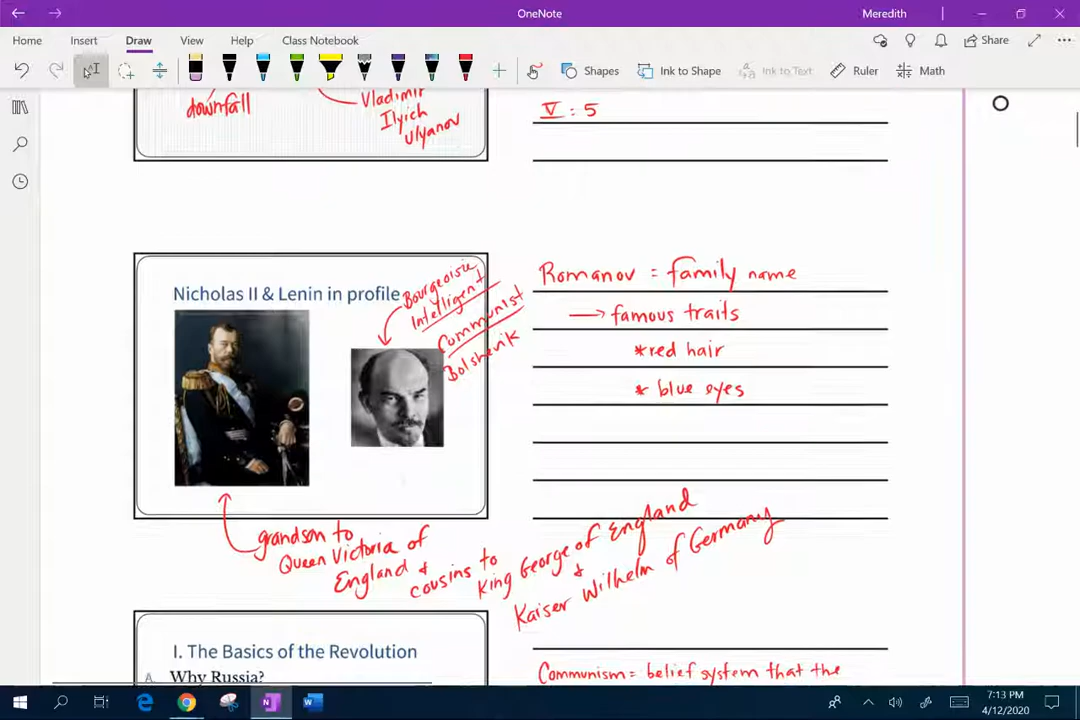 OneNote
Meredith
Home
Insert
Draw
View
Help
Class Notebook
Share
Shapes
Ink to Shape
Ink to Text
Ruler
Math
downfall
Vladimir
Ilyich
Ulyanov
V : 5
Nicholas II & Lenin in profile
Bourgeoisie
Intelligent
Communist
Bolshevik
Romanov = family name
→ famous traits
* red hair
* blue eyes
grandson to
Queen Victoria of
England &
cousins to
King George of England
&
Kaiser Wilhelm of Germany
I. The Basics of the Revolution
A. Why Russia?
Communism = belief system that the
7:13 PM
4/12/2020